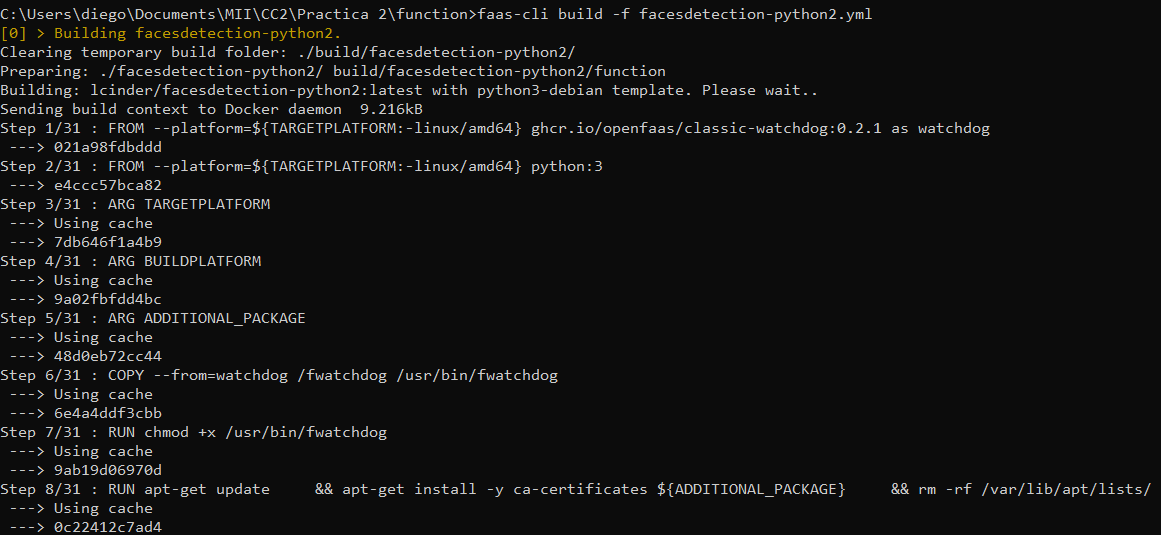 C:\Users\diego\Documents\MII\CC2\Practica 2\function>faas-cli build -f facesdetection-python2.yml
[0] > Building facesdetection-python2.
Clearing temporary build folder: ./build/facesdetection-python2/
Preparing: ./facesdetection-python2/ build/facesdetection-python2/function
Building: lcinder/facesdetection-python2:latest with python3-debian template. Please wait..
Sending build context to Docker daemon  9.216kB
Step 1/31 : FROM --platform=${TARGETPLATFORM:-linux/amd64} ghcr.io/openfaas/classic-watchdog:0.2.1 as watchdog
 ---> 021a98fdbddd
Step 2/31 : FROM --platform=${TARGETPLATFORM:-linux/amd64} python:3
 ---> e4ccc57bca82
Step 3/31 : ARG TARGETPLATFORM
 ---> Using cache
 ---> 7db646f1a4b9
Step 4/31 : ARG BUILDPLATFORM
 ---> Using cache
 ---> 9a02fbfdd4bc
Step 5/31 : ARG ADDITIONAL_PACKAGE
 ---> Using cache
 ---> 48d0eb72cc44
Step 6/31 : COPY --from=watchdog /fwatchdog /usr/bin/fwatchdog
 ---> Using cache
 ---> 6e4a4ddf3cbb
Step 7/31 : RUN chmod +x /usr/bin/fwatchdog
 ---> Using cache
 ---> 9ab19d06970d
Step 8/31 : RUN apt-get update     && apt-get install -y ca-certificates ${ADDITIONAL_PACKAGE}     && rm -rf /var/lib/apt/lists/
 ---> Using cache
 ---> 0c22412c7ad4